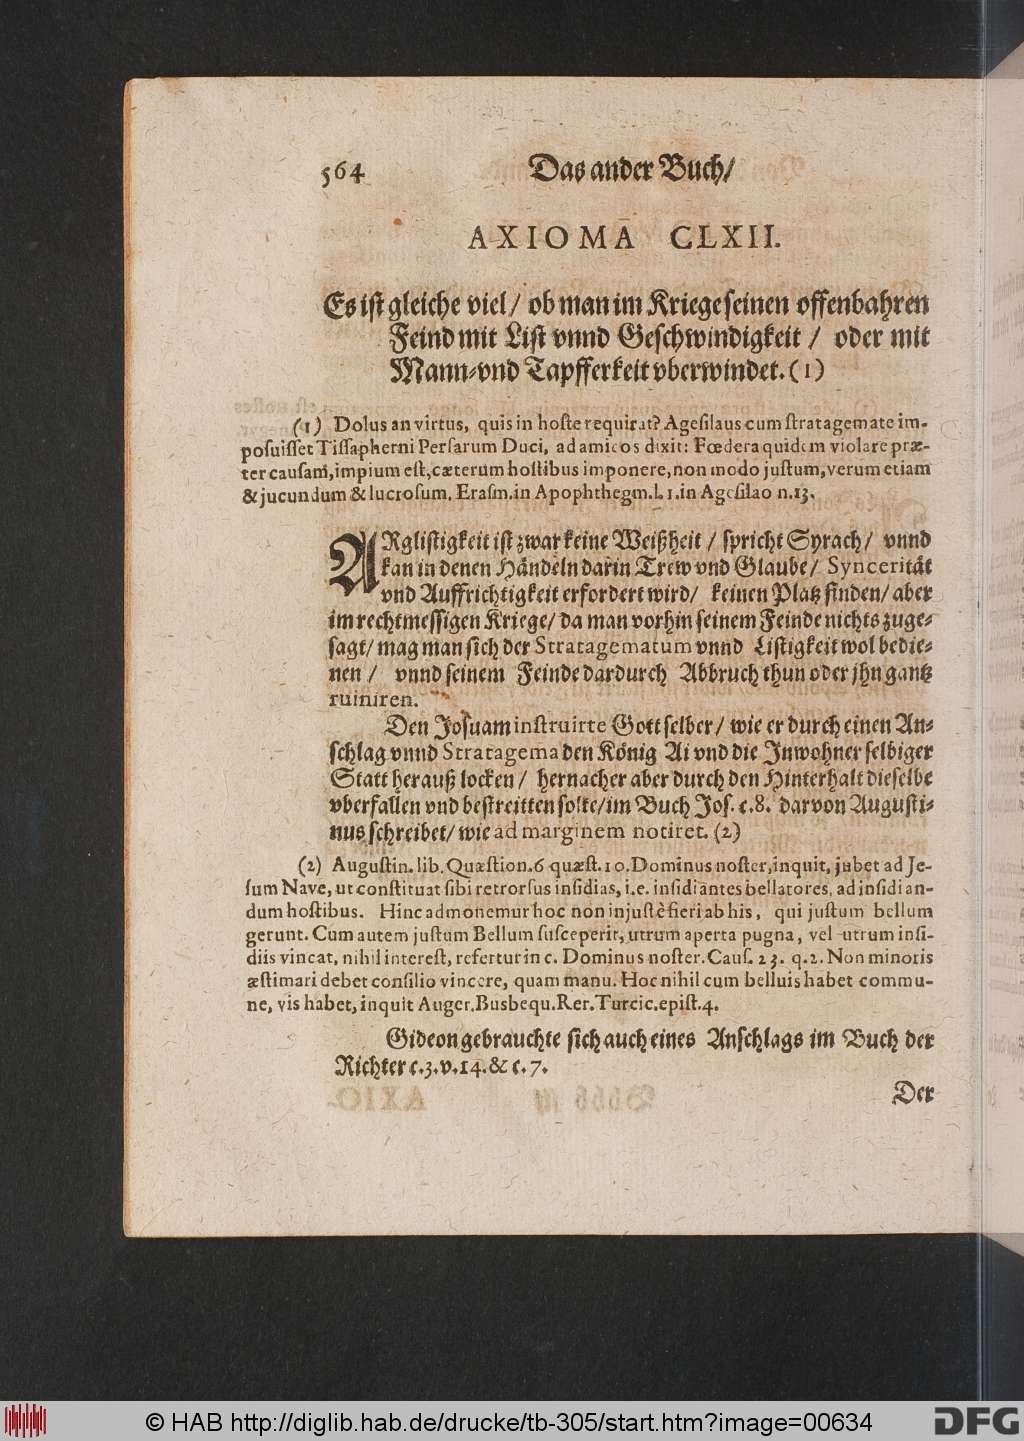 564 Das ander Buch/
AXIOMA CLXII.
Es ist gleiche viel/ ob man im Kriege seinen offenbahren
Feind mit List vnnd Geschwindigkeit/ oder mit
Mann-vnd Tapfferkeit vberwindet. (1)
(1) Dolus an virtus, quis in hoste requirat? Agesilaus cum stratagemate im-
posuisset Tissapherni Persarum Duci, ad amicos dixit: Fœdera quidem violare præ-
ter causam, impium est, cæterum hostibus imponere, non modo justum, verum etiam
& jucundum & lucrosum. Erasm. in Apophthegm. l. 1. in Agesilao n. 13.
ARglistigkeit ist zwar keine Weißheit/ spricht Syrach/ vnnd
kan in denen Händeln darin Trew vnd Glaube/ Syncerität
vnd Auffrichtigkeit erfordert wird/ keinen Platz finden/ aber
im rechtmessigen Kriege/ da man vorhin seinem Feinde nichts zuge-
sagt/ mag man sich der Stratagematum vnnd Listigkeit wol bedie-
nen/ vnnd seinem Feinde dardurch Abbruch thun oder jhn gantz
ruiniren.
Den Josuam instruirte Gott selber/ wie er durch einen An-
schlag vnnd Stratagema den König Ai vnd die Inwohner selbiger
Statt herauß locken/ hernacher aber durch den Hinterhalt dieselbe
vberfallen vnd bestreitten solte/ im Buch Jos. c. 8. darvon Augusti-
nus schreibet/ wie ad marginem notiret. (2)
(2) Augustin. lib. Quæstion. 6 quæst. 10. Dominus noster, inquit, jubet ad Je-
sum Nave, ut constituat sibi retrorsus insidias, i.e. insidiantes bellatores, ad insidian-
dum hostibus. Hinc admonemur hoc non injustè fieri ab his, qui justum bellum
gerunt. Cum autem justum Bellum susceperit, utrum aperta pugna, vel utrum insi-
diis vincat, nihil interest, refertur in c. Dominus noster. Caus. 23. q. 2. Non minoris
æstimari debet consilio vincere, quam manu. Hoc nihil cum belluis habet commu-
ne, vis habet, inquit Auger. Busbequ. Rer. Turcic. epist. 4.
Gideon gebrauchte sich auch eines Anschlags im Buch der
Richter c. 3. v. 14. & c. 7.
Der
© HAB http://diglib.hab.de/drucke/tb-305/start.htm?image=00634
DFG